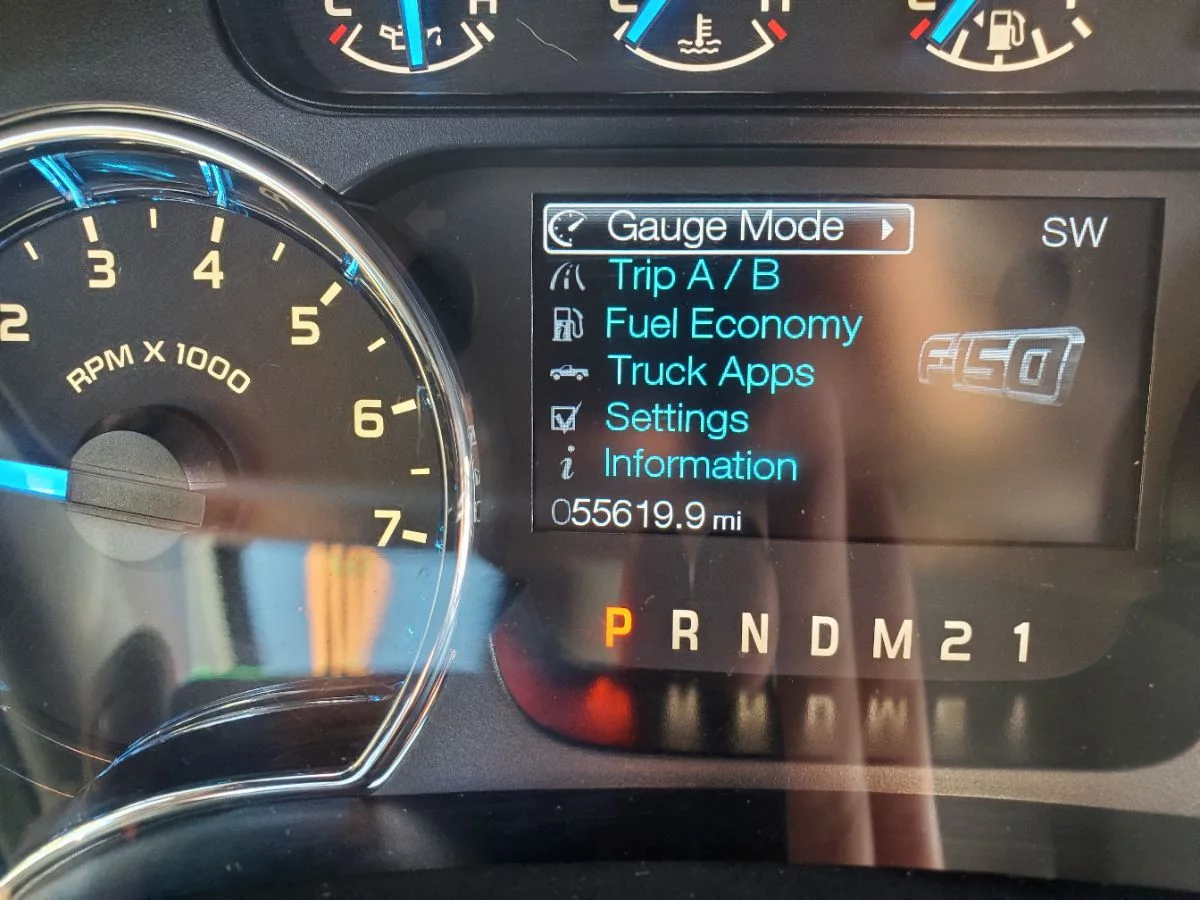 C H C H E F
Gauge Mode
SW
Trip A / B
Fuel Economy
F-150
Truck Apps
Settings
Information
055619.9 mi
2 3 4 5 6 7
RPM X 1000
P R N D M 2 1